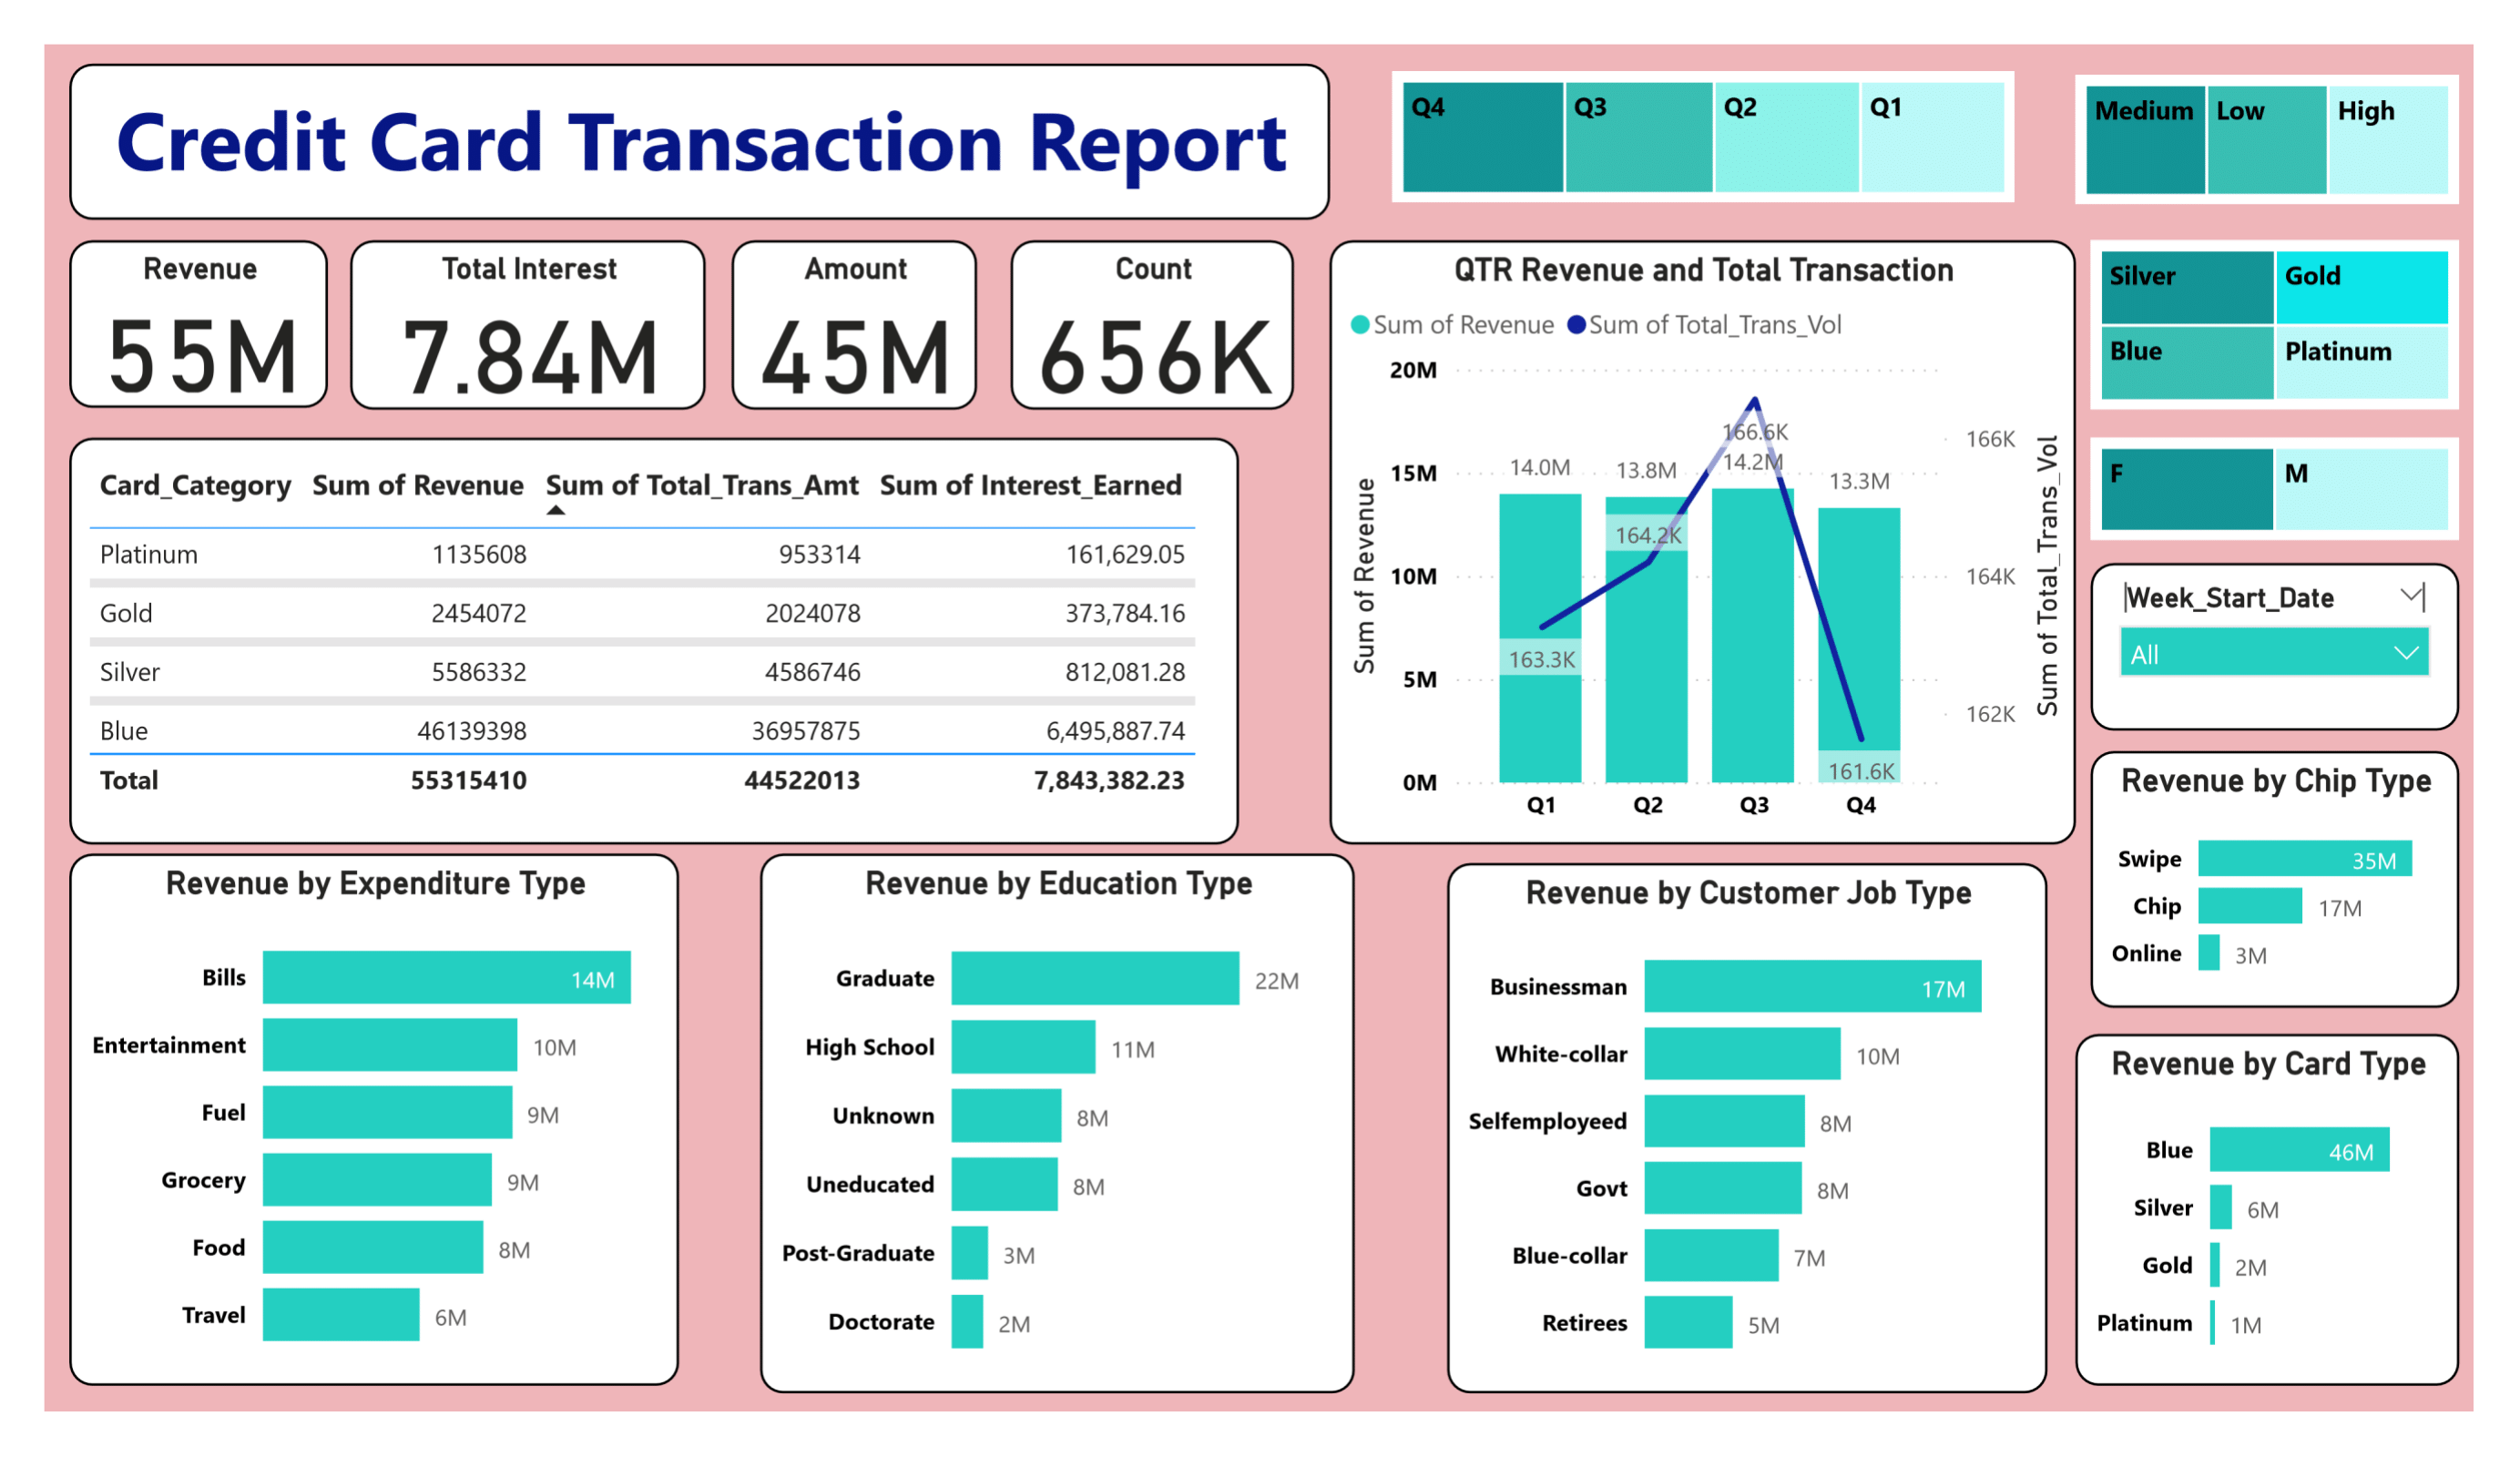 Credit Card Transaction Report
Q4 Q3 Q2 Q1
Medium Low High
Revenue
55M
Total Interest
7.84M
Amount
45M
Count
656K
QTR Revenue and Total Transaction
Sum of Revenue Sum of Total_Trans_Vol
20M
15M
10M
5M
0M
Sum of Revenue
14.0M
13.8M
14.2M
13.3M
163.3K
164.2K
166.6K
161.6K
Q1 Q2 Q3 Q4
166K
164K
162K
Sum of Total_Trans_Vol
Silver Gold
Blue Platinum
F M
Week_Start_Date
All
Card_Category Sum of Revenue Sum of Total_Trans_Amt Sum of Interest_Earned
Platinum 1135608 953314 161,629.05
Gold 2454072 2024078 373,784.16
Silver 5586332 4586746 812,081.28
Blue 46139398 36957875 6,495,887.74
Total 55315410 44522013 7,843,382.23
Revenue by Chip Type
Swipe 35M
Chip 17M
Online 3M
Revenue by Expenditure Type
Bills 14M
Entertainment 10M
Fuel 9M
Grocery 9M
Food 8M
Travel 6M
Revenue by Education Type
Graduate 22M
High School 11M
Unknown 8M
Uneducated 8M
Post-Graduate 3M
Doctorate 2M
Revenue by Customer Job Type
Businessman 17M
White-collar 10M
Selfemployeed 8M
Govt 8M
Blue-collar 7M
Retirees 5M
Revenue by Card Type
Blue 46M
Silver 6M
Gold 2M
Platinum 1M